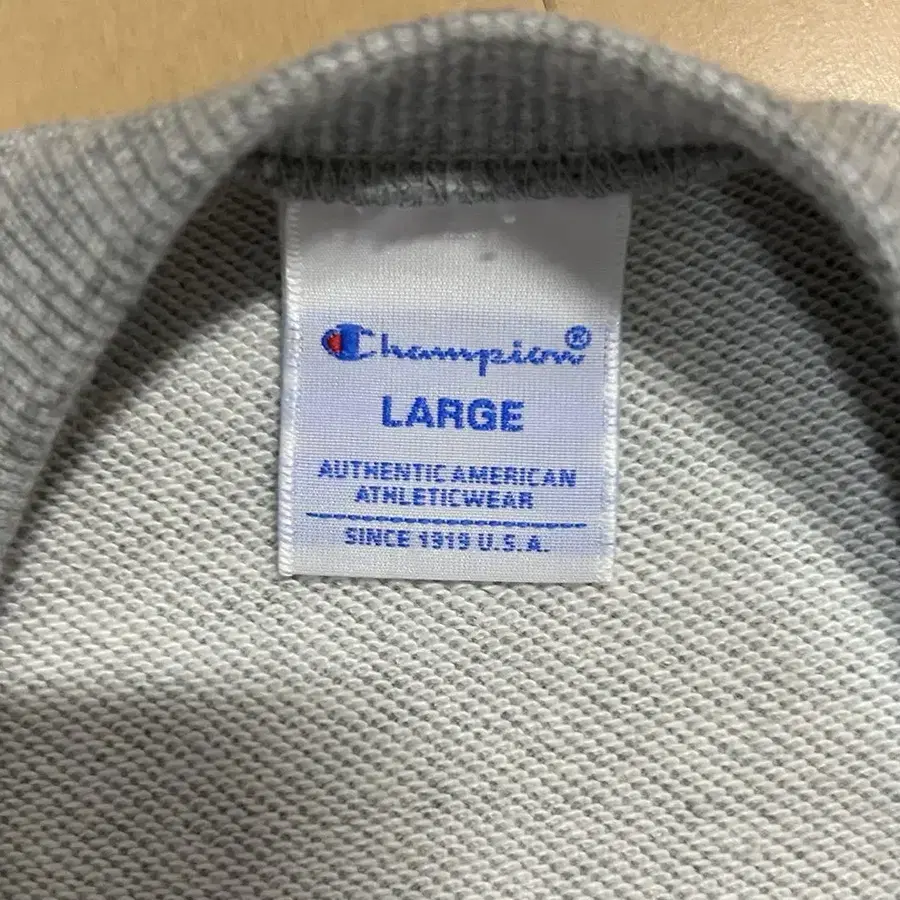 Champion®
LARGE
AUTHENTIC AMERICAN
ATHLETICWEAR
SINCE 1919 U.S.A.